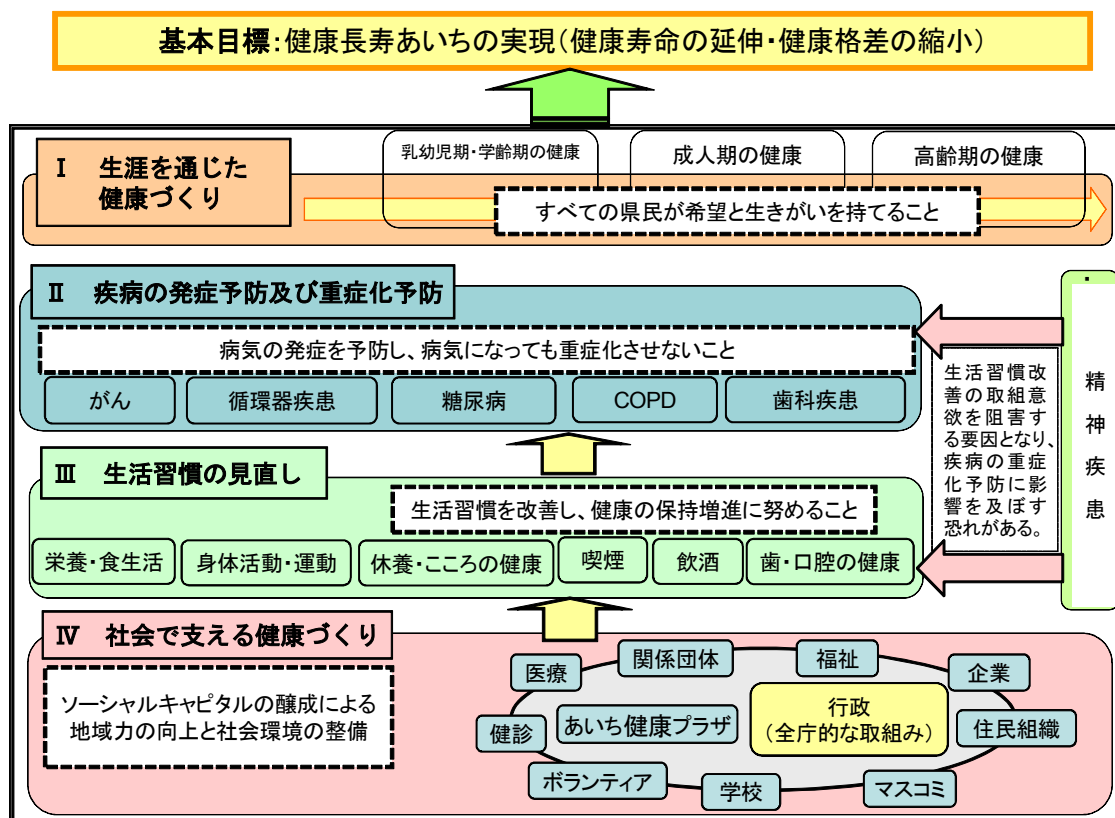 基本目標:健康長寿あいちの実現(健康寿命の延伸・健康格差の縮小)
Ⅰ 生涯を通じた
健康づくり
乳幼児期・学齢期の健康
成人期の健康
高齢期の健康
すべての県民が希望と生きがいを持てること
Ⅱ 疾病の発症予防及び重症化予防
病気の発症を予防し、病気になっても重症化させないこと
がん
循環器疾患
糖尿病
COPD
歯科疾患
生活習慣改
善の取組意
欲を阻害す
る要因となり、
疾病の重症
化予防に影
響を及ぼす
恐れがある。
精神疾患
Ⅲ 生活習慣の見直し
生活習慣を改善し、健康の保持増進に努めること
栄養・食生活
身体活動・運動
休養・こころの健康
喫煙
飲酒
歯・口腔の健康
Ⅳ 社会で支える健康づくり
ソーシャルキャピタルの醸成による
地域力の向上と社会環境の整備
医療
関係団体
福祉
企業
健診
あいち健康プラザ
行政
(全庁的な取組み)
住民組織
ボランティア
学校
マスコミ